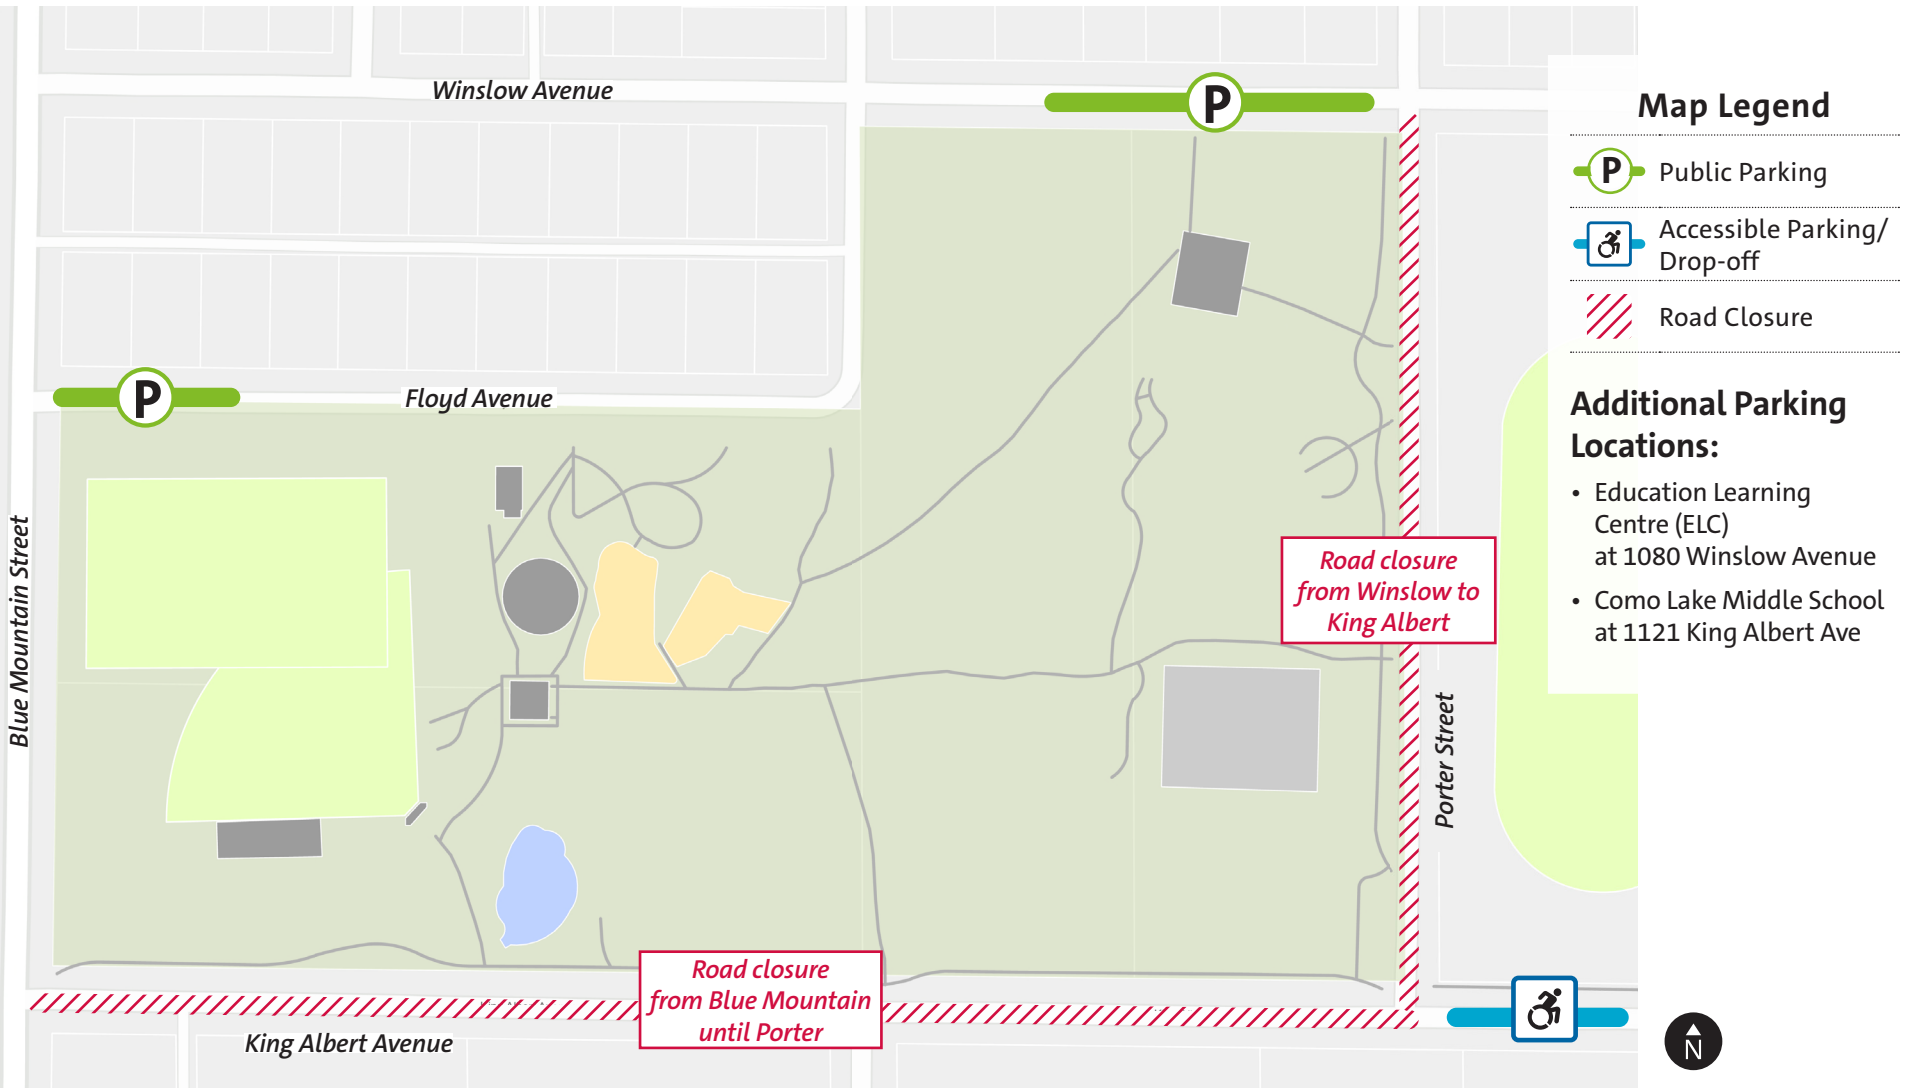 Winslow Avenue
P
Floyd Avenue
P
Blue Mountain Street
Road closure
from Winslow to
King Albert
Porter Street
Road closure
from Blue Mountain
until Porter
King Albert Avenue
Map Legend
P
Public Parking
Accessible Parking/
Drop-off
Road Closure
Additional Parking
Locations:
• Education Learning
Centre (ELC)
at 1080 Winslow Avenue
• Como Lake Middle School
at 1121 King Albert Ave
N